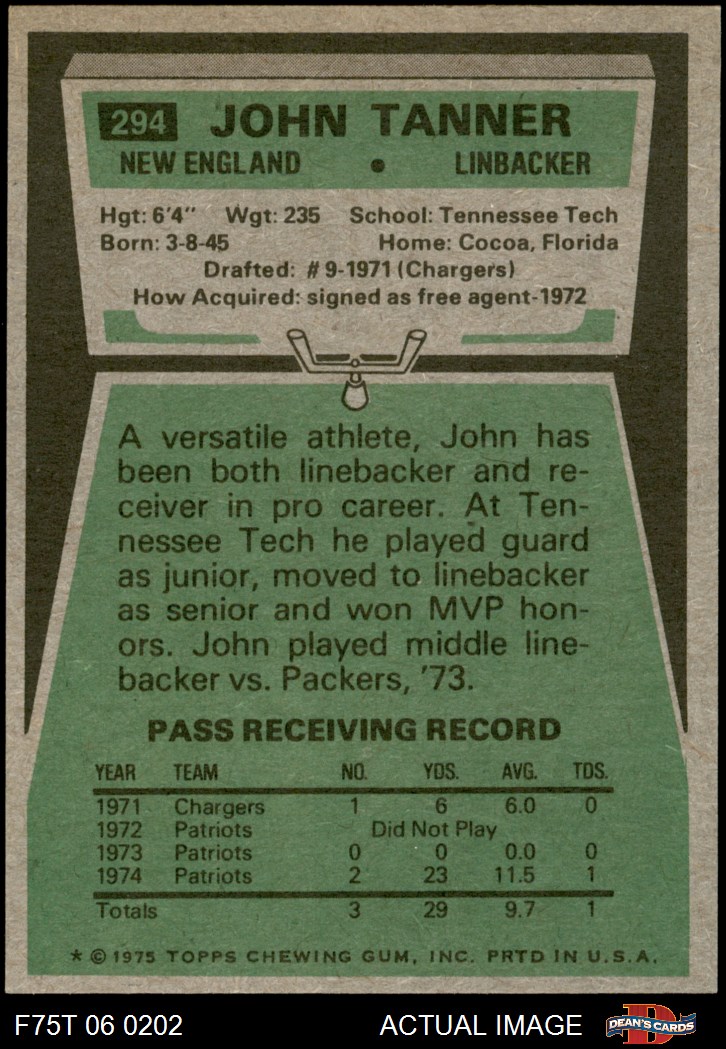 294 JOHN TANNER
NEW ENGLAND • LINBACKER
Hgt: 6'4" Wgt: 235 School: Tennessee Tech
Born: 3-8-45 Home: Cocoa, Florida
Drafted: #9-1971 (Chargers)
How Acquired: signed as free agent-1972
A versatile athlete, John has
been both linebacker and re-
ceiver in pro career. At Ten-
nessee Tech he played guard
as junior, moved to linebacker
as senior and won MVP hon-
ors. John played middle line-
backer vs. Packers, '73.
PASS RECEIVING RECORD
YEAR TEAM NO. YDS. AVG. TDS.
1971 Chargers 1 6 6.0 0
1972 Patriots Did Not Play
1973 Patriots 0 0 0.0 0
1974 Patriots 2 23 11.5 1
Totals 3 29 9.7 1
* © 1975 TOPPS CHEWING GUM, INC. PRTD IN U.S.A.
F75T 06 0202 ACTUAL IMAGE D DEAN'S CARDS